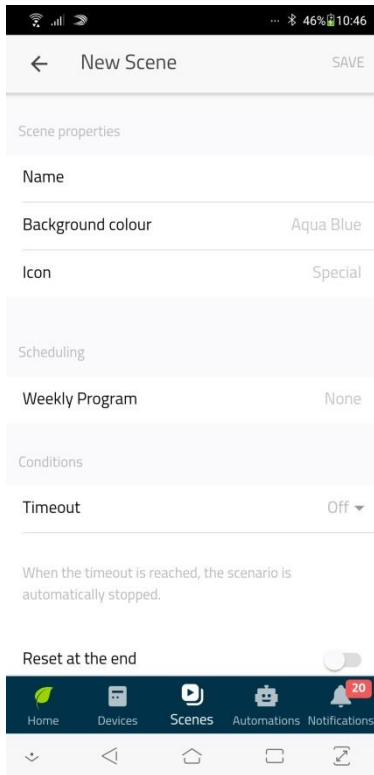 46% 10:46
New Scene SAVE
Scene properties
Name
Background colour Aqua Blue
Icon Special
Scheduling
Weekly Program None
Conditions
Timeout Off
When the timeout is reached, the scenario is
automatically stopped.
Reset at the end
20
Home Devices Scenes Automations Notifications